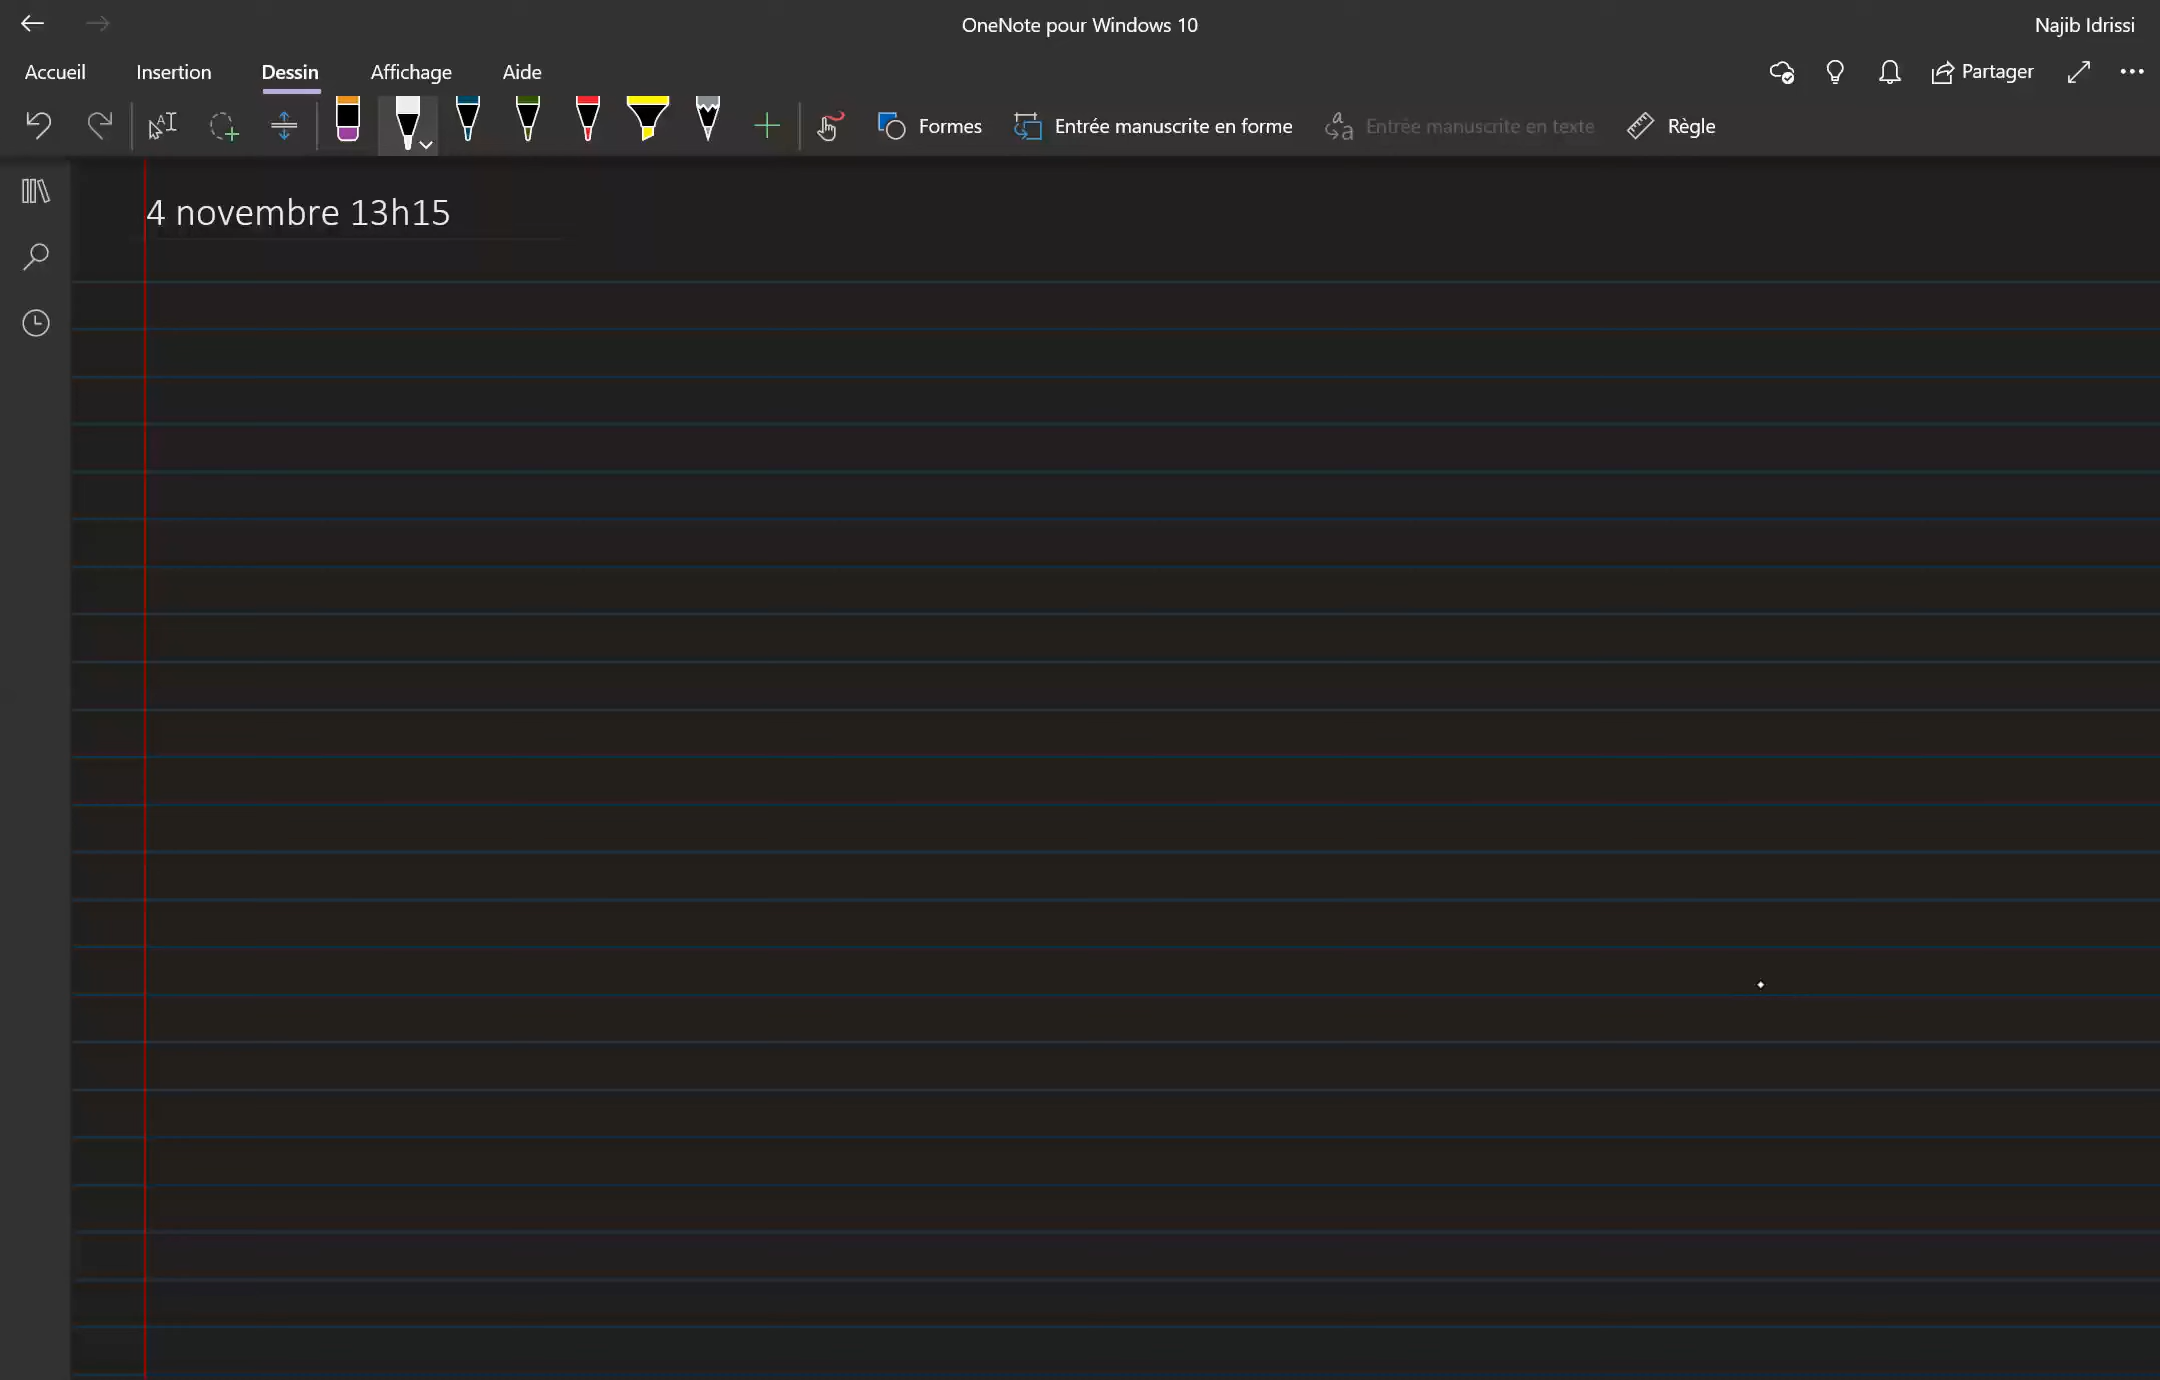 OneNote pour Windows 10
Najib Idrissi
Accueil Insertion Dessin Affichage Aide Partager
Formes Entrée manuscrite en forme Entrée manuscrite en texte Règle
4 novembre 13h15